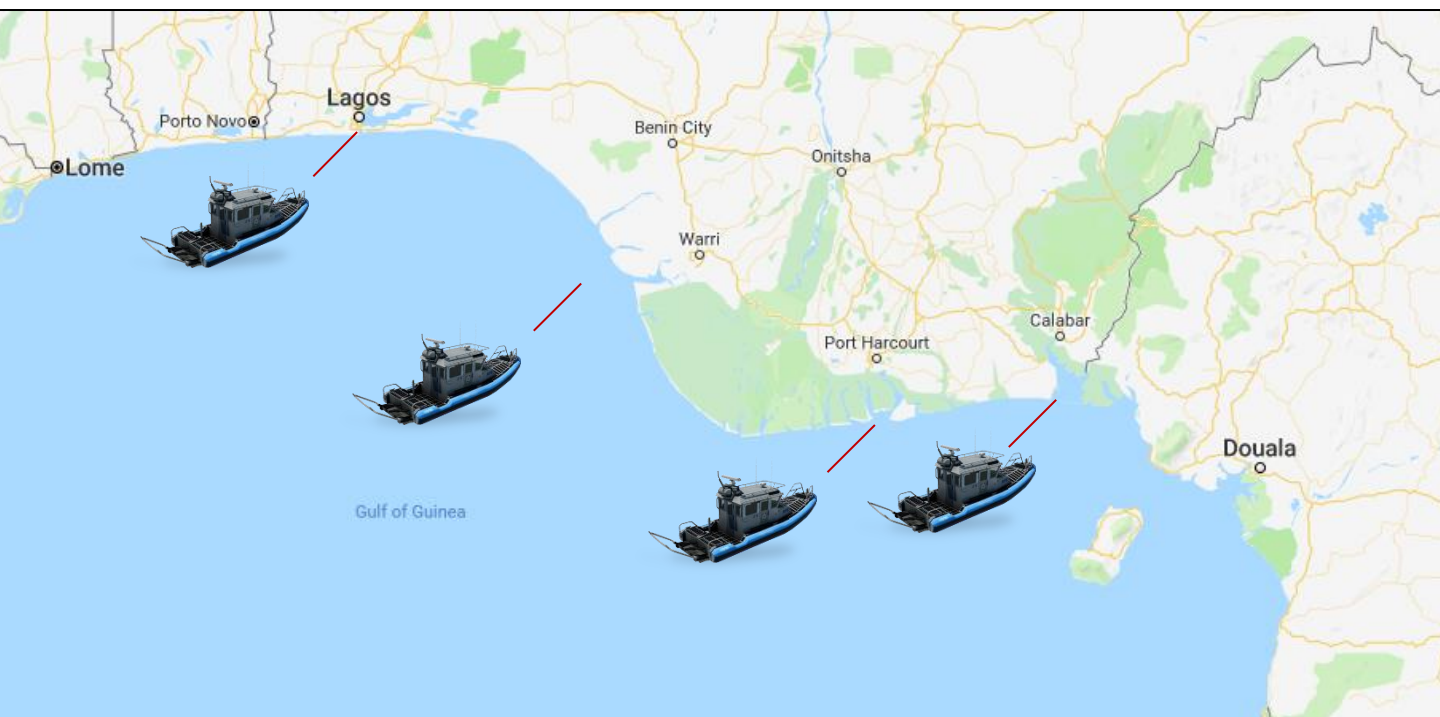 Lagos
Porto Novo
Benin City
Lome
Onitsha
Warri
Calabar
Port Harcourt
Douala
Gulf of Guinea